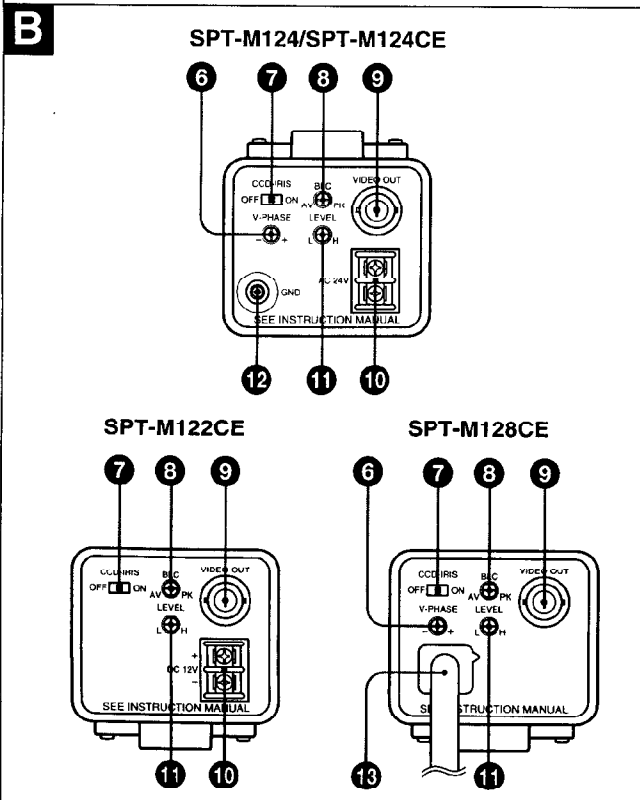 B
SPT-M124/SPT-M124CE
6 7 8 9
CCD-IRIS BLC VIDEO OUT
OFF ON AV PK
V-PHASE LEVEL
- + L H
AC 24V
GND
SEE INSTRUCTION MANUAL
12 11 10
SPT-M122CE
7 8 9
CCD-IRIS BLC VIDEO OUT
OFF ON AV PK
LEVEL
L H
+
DC 12V
-
SEE INSTRUCTION MANUAL
11 10
SPT-M128CE
6 7 8 9
CCD-IRIS BLC VIDEO OUT
OFF ON AV PK
V-PHASE LEVEL
- + L H
SEE INSTRUCTION MANUAL
13 11